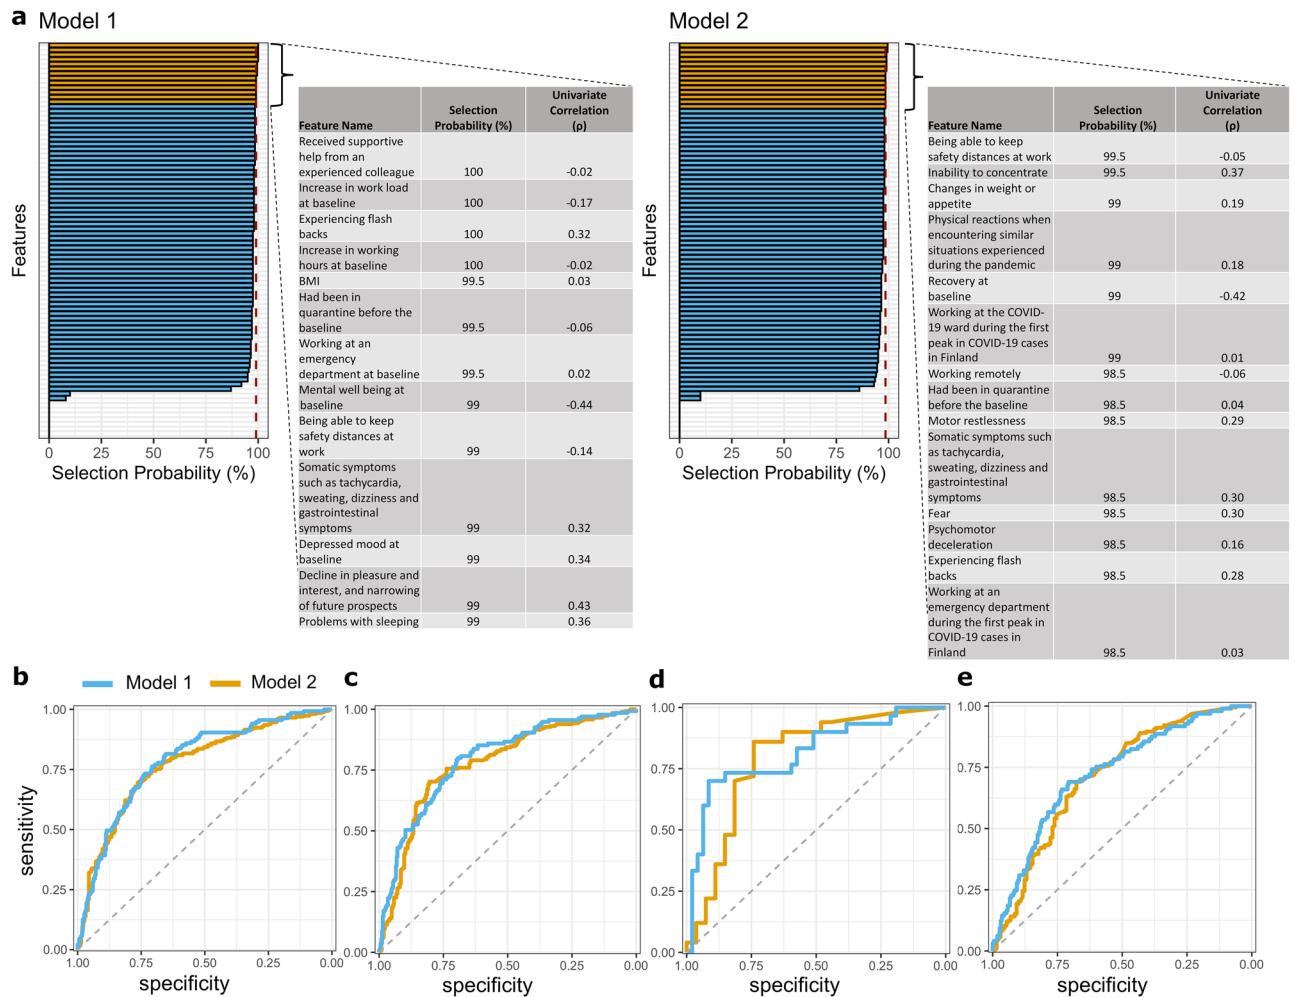 a
Model 1
Model 2
Features
0
25
50
75
100
Selection Probability (%)
Feature Name
Selection
Probability (%)
Univariate
Correlation
(ρ)
Received supportive
help from an
experienced colleague 100 -0.02
Increase in work load
at baseline 100 -0.17
Experiencing flash
backs 100 0.32
Increase in working
hours at baseline 100 -0.02
BMI 99.5 0.03
Had been in
quarantine before the
baseline 99.5 -0.06
Working at an
emergency
department at baseline 99.5 0.02
Mental well being at
baseline 99 -0.44
Being able to keep
safety distances at
work 99 -0.14
Somatic symptoms
such as tachycardia,
sweating, dizziness and
gastrointestinal
symptoms 99 0.32
Depressed mood at
baseline 99 0.34
Decline in pleasure and
interest, and narrowing
of future prospects 99 0.43
Problems with sleeping 99 0.36
Features
0
25
50
75
100
Selection Probability (%)
Feature Name
Selection
Probability (%)
Univariate
Correlation
(ρ)
Being able to keep
safety distances at work 99.5 -0.05
Inability to concentrate 99.5 0.37
Changes in weight or
appetite 99 0.19
Physical reactions when
encountering similar
situations experienced
during the pandemic 99 0.18
Recovery at
baseline 99 -0.42
Working at the COVID-
19 ward during the first
peak in COVID-19 cases
in Finland 99 0.01
Working remotely 98.5 -0.06
Had been in quarantine
before the baseline 98.5 0.04
Motor restlessness 98.5 0.29
Somatic symptoms such
as tachycardia,
sweating, dizziness and
gastrointestinal
symptoms 98.5 0.30
Fear 98.5 0.30
Psychomotor
deceleration 98.5 0.16
Experiencing flash
backs 98.5 0.28
Working at an
emergency department
during the first peak in
COVID-19 cases in
Finland 98.5 0.03
b
Model 1
Model 2
sensitivity
1.00
0.75
0.50
0.25
0.00
1.00
0.75
0.50
0.25
0.00
specificity
c
1.00
0.75
0.50
0.25
0.00
1.00
0.75
0.50
0.25
0.00
specificity
d
1.00
0.75
0.50
0.25
0.00
1.00
0.75
0.50
0.25
0.00
specificity
e
1.00
0.75
0.50
0.25
0.00
1.00
0.75
0.50
0.25
0.00
specificity